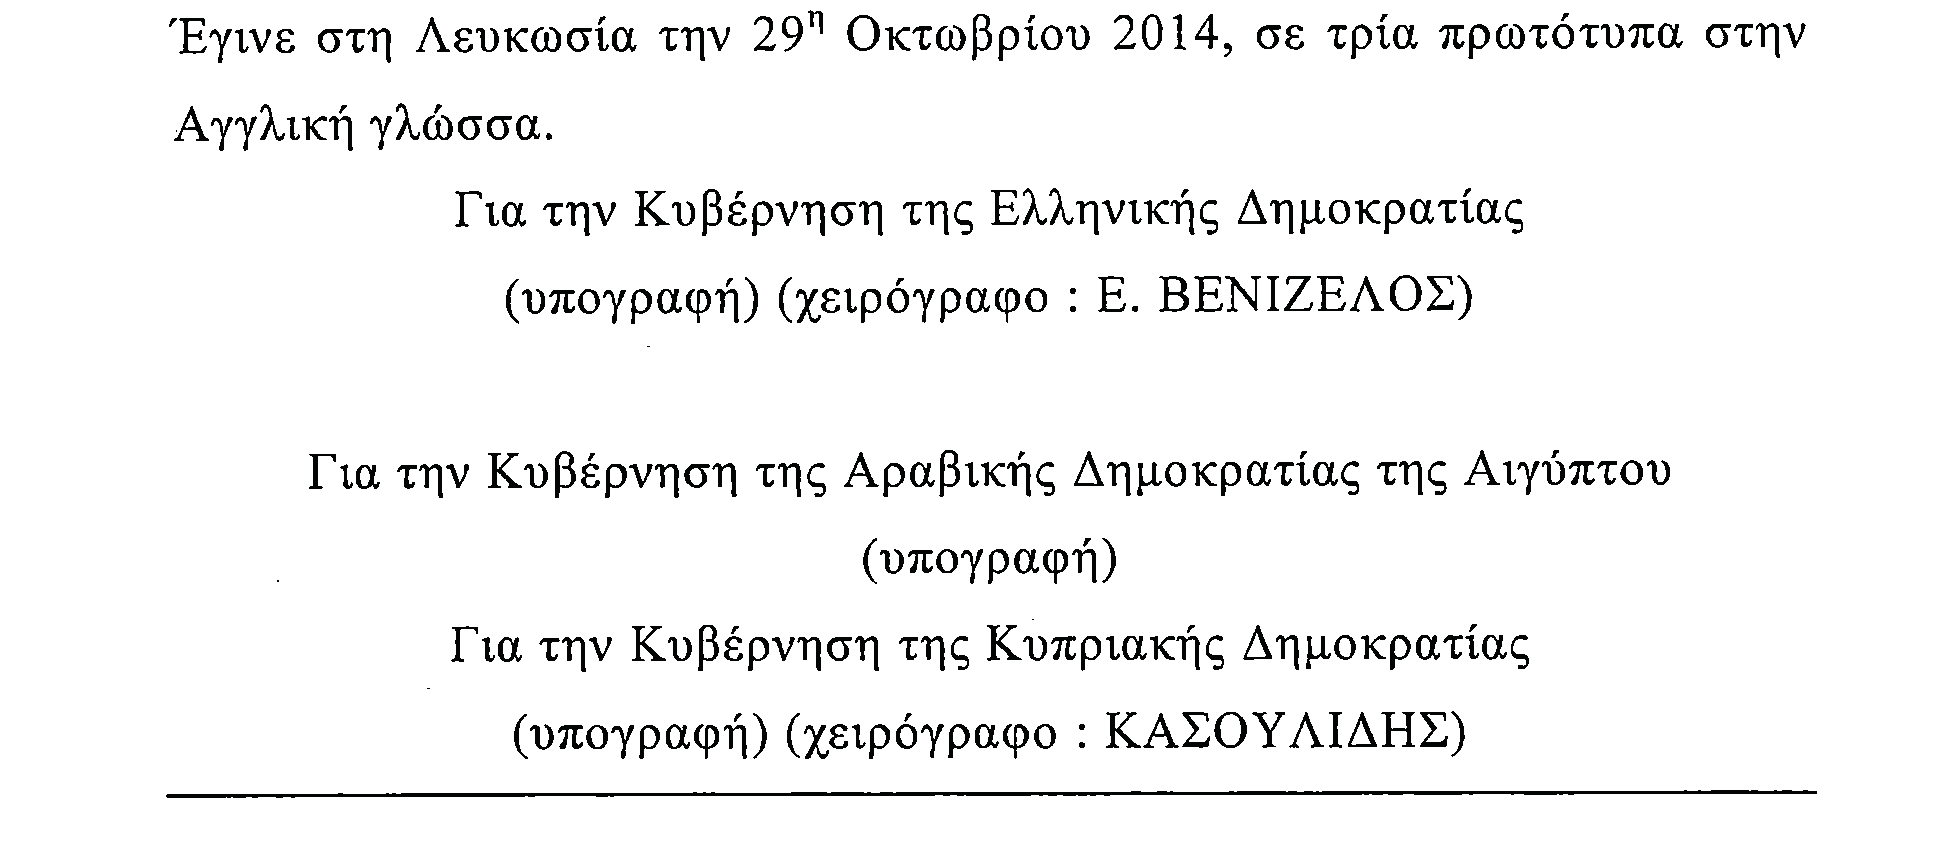 Έγινε στη Λευκωσία την 29η Οκτωβρίου 2014, σε τρία πρωτότυπα στην
Αγγλική γλώσσα.
Για την Κυβέρνηση της Ελληνικής Δημοκρατίας
(υπογραφή) (χειρόγραφο : Ε. ΒΕΝΙΖΕΛΟΣ)
Για την Κυβέρνηση της Αραβικής Δημοκρατίας της Αιγύπτου
(υπογραφή)
Για την Κυβέρνηση της Κυπριακής Δημοκρατίας
(υπογραφή) (χειρόγραφο : ΚΑΣΟΥΛΙΔΗΣ)